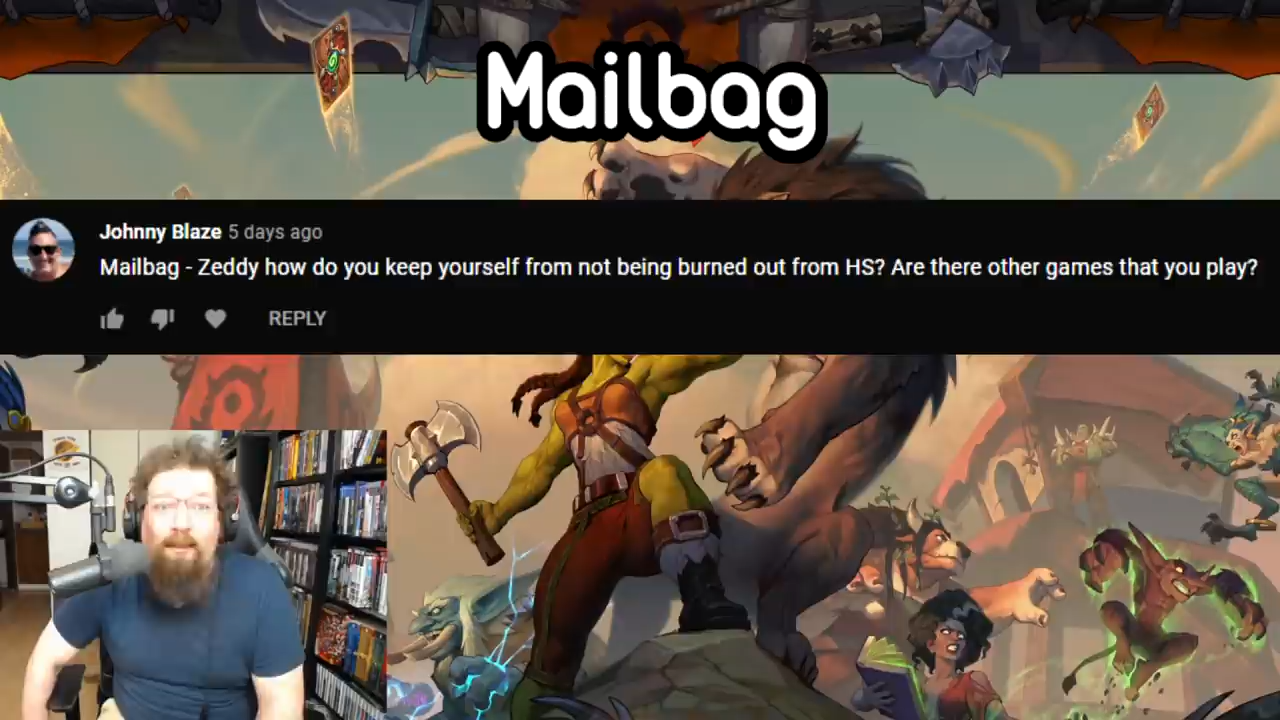 Mailbag
Johnny Blaze 5 days ago
Mailbag - Zeddy how do you keep yourself from not being burned out from HS? Are there other games that you play?
REPLY